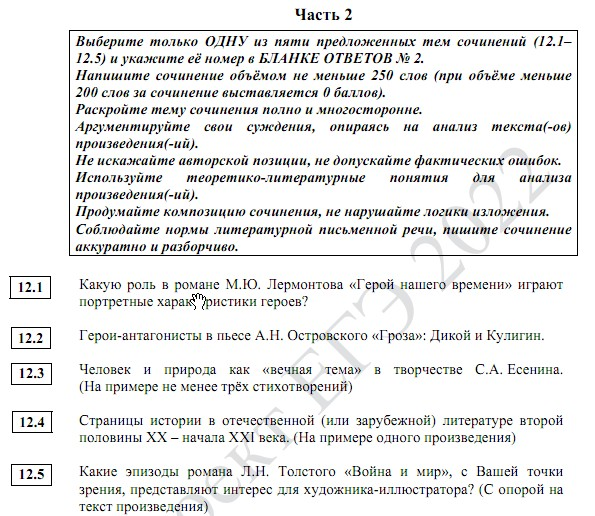 Часть 2
Выберите только ОДНУ из пяти предложенных тем сочинений (12.1–
12.5) и укажите её номер в БЛАНКЕ ОТВЕТОВ № 2.
Напишите сочинение объёмом не меньше 250 слов (при объёме меньше
200 слов за сочинение выставляется 0 баллов).
Раскройте тему сочинения полно и многосторонне.
Аргументируйте свои суждения, опираясь на анализ текста(-ов)
произведения(-ий).
Не искажайте авторской позиции, не допускайте фактических ошибок.
Используйте теоретико-литературные понятия для анализа
произведения(-ий).
Продумайте композицию сочинения, не нарушайте логики изложения.
Соблюдайте нормы литературной письменной речи, пишите сочинение
аккуратно и разборчиво.
12.1 Какую роль в романе М.Ю. Лермонтова «Герой нашего времени» играют
портретные характеристики героев?
12.2 Герои-антагонисты в пьесе А.Н. Островского «Гроза»: Дикой и Кулигин.
12.3 Человек и природа как «вечная тема» в творчестве С.А. Есенина.
(На примере не менее трёх стихотворений)
12.4 Страницы истории в отечественной (или зарубежной) литературе второй
половины XX – начала XXI века. (На примере одного произведения)
12.5 Какие эпизоды романа Л.Н. Толстого «Война и мир», с Вашей точки
зрения, представляют интерес для художника-иллюстратора? (С опорой на
текст произведения)
оект ЕГЭ 2022